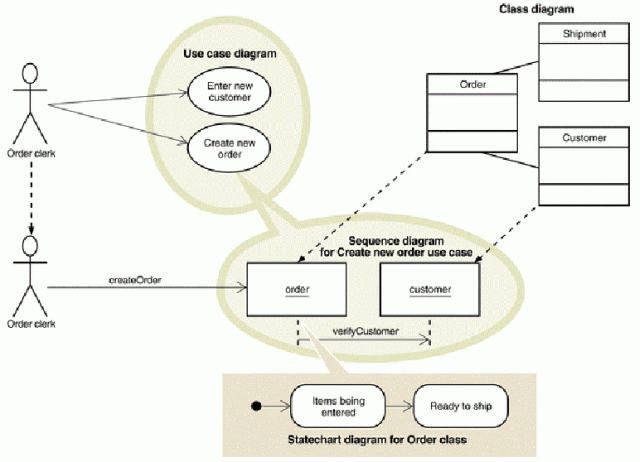 Class diagram
Shipment
Use case diagram
Enter new
customer
Order
Create new
order
Customer
Order clerk
Sequence diagram
for Create new order use case
createOrder
order
customer
Order clerk
verifyCustomer
Items being
entered
Ready to ship
Statechart diagram for Order class